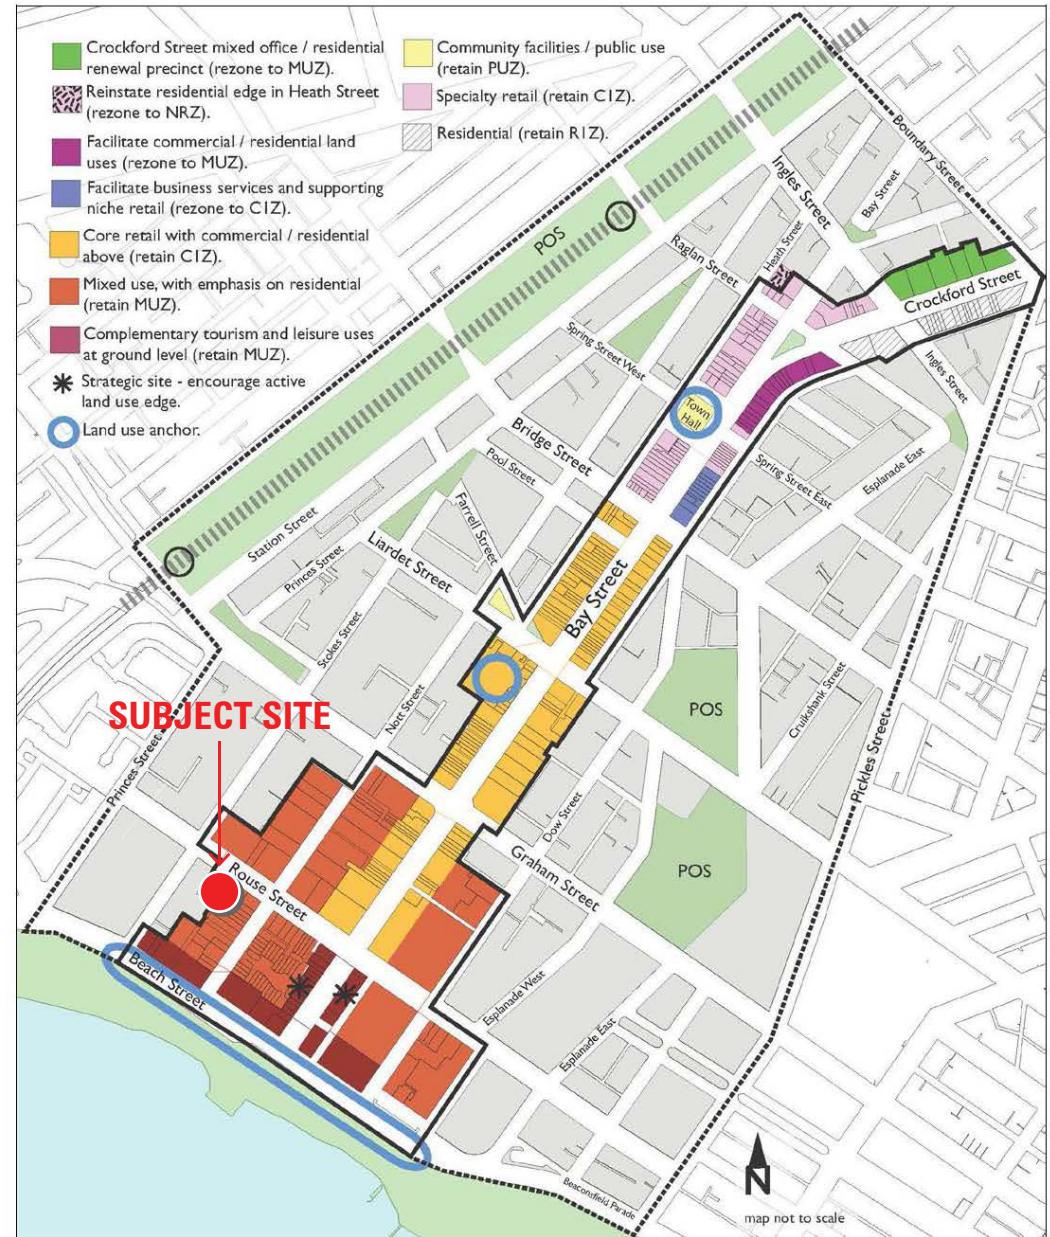 Crockford Street mixed office / residential
renewal precinct (rezone to MUZ).
Reinstate residential edge in Heath Street
(rezone to NRZ).
Facilitate commercial / residential land
uses (rezone to MUZ).
Facilitate business services and supporting
niche retail (rezone to C1Z).
Core retail with commercial / residential
above (retain C1Z).
Mixed use, with emphasis on residential
(retain MUZ).
Complementary tourism and leisure uses
at ground level (retain MUZ).
Strategic site - encourage active
land use edge.
Land use anchor.
Community facilities / public use
(retain PUZ).
Specialty retail (retain C1Z).
Residential (retain R1Z).
Boundary Street
Ingles Street
Bay Street
Heath Street
POS
Raglan Street
Crockford Street
Spring Street West
Ingles Street
Town
Hall
Bridge Street
Pool Street
Spring Street East
Esplanade East
Farrell Street
Station Street
Liardet Street
Princes Street
Bay Street
Stokes Street
Nott Street
POS
Cruikshank Street
Pickles Street
SUBJECT SITE
Princes Street
Dow Street
Graham Street
POS
Rouse Street
Beach Street
Esplanade West
Esplanade East
Beaconsfield Parade
N
map not to scale